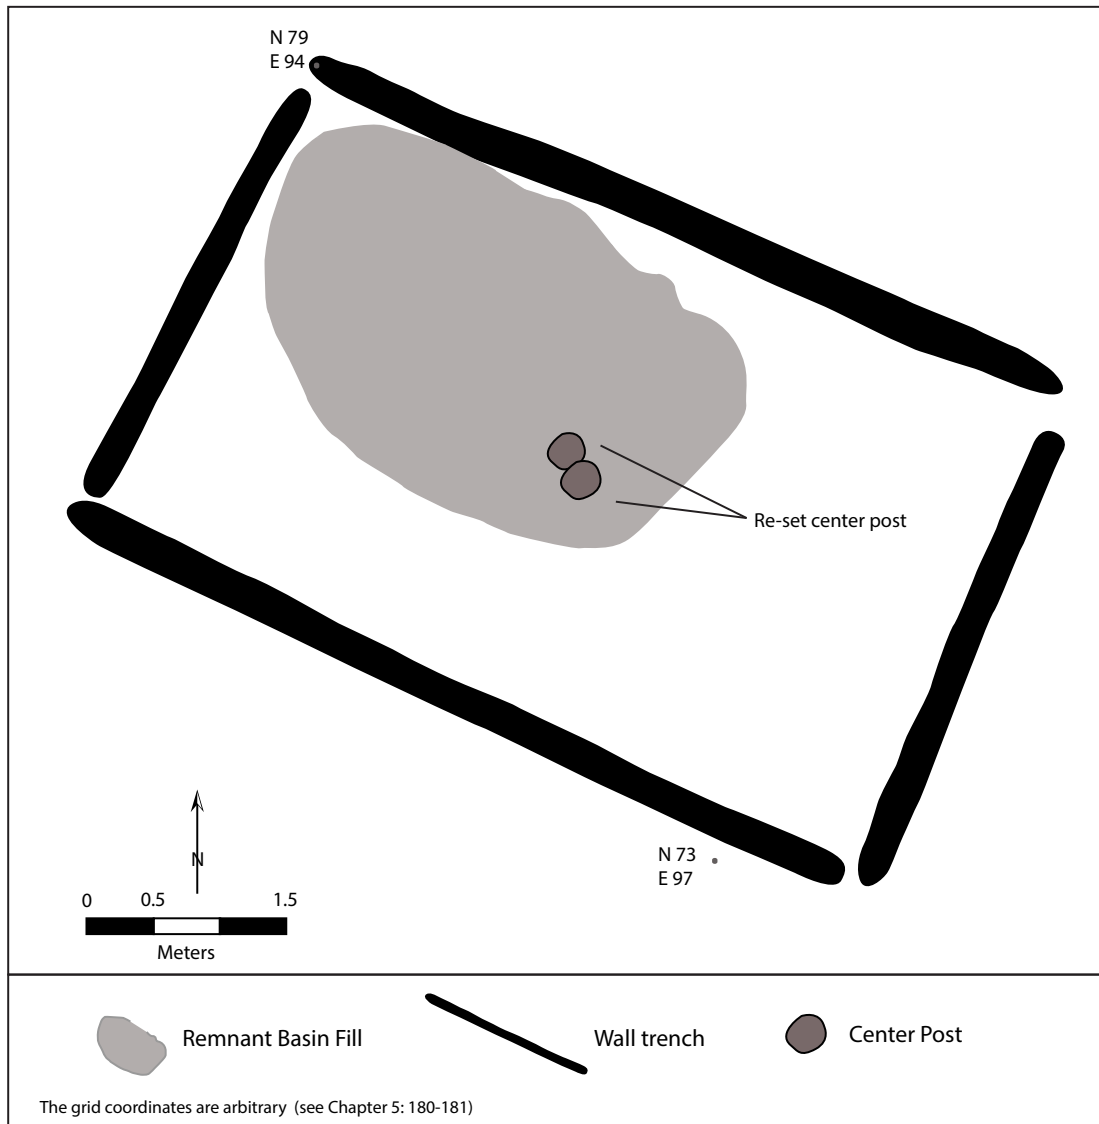 N 79
E 94
Re-set center post
N 73
E 97
N
0 0.5 1.5
Meters
Remnant Basin Fill
Wall trench
Center Post
The grid coordinates are arbitrary (see Chapter 5: 180-181)